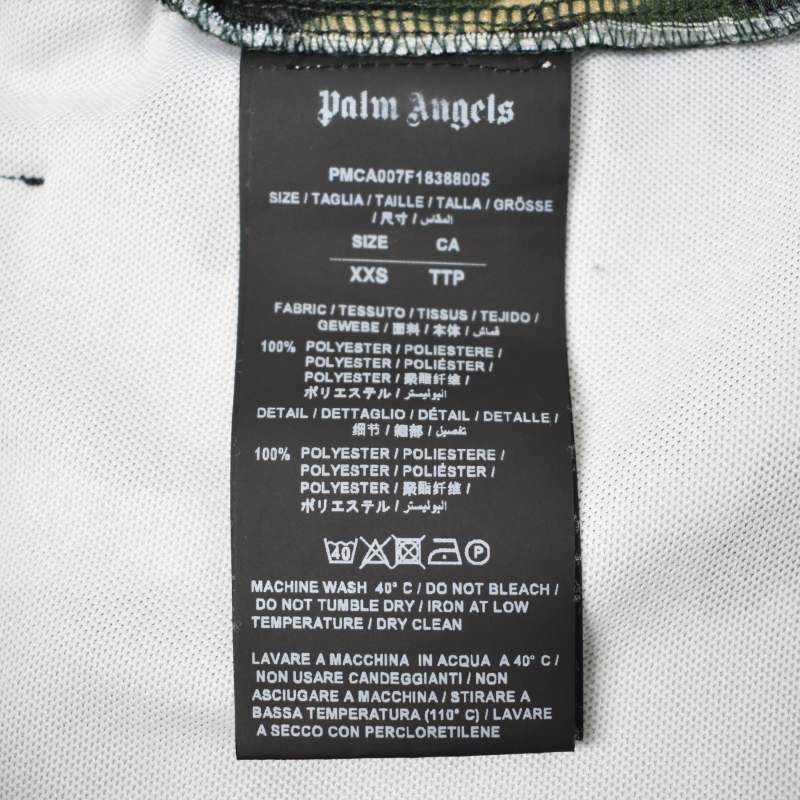 Palm Angels
PMCA007F18388005
SIZE / TAGLIA / TAILLE / TALLA / GRÖSSE
/ 尺寸 / المقاس
SIZE CA
XXS TTP
FABRIC / TESSUTO / TISSUS / TEJIDO /
GEWEBE / 面料 / 本体 / قماش
100% POLYESTER / POLIESTERE /
POLYESTER / POLIÉSTER /
POLYESTER / 聚酯纤维 /
ポリエステル / البوليستر
DETAIL / DETTAGLIO / DÉTAIL / DETALLE /
细节 / 細部 / تفصيل
100% POLYESTER / POLIESTERE /
POLYESTER / POLIÉSTER /
POLYESTER / 聚酯纤维 /
ポリエステル / البوليستر
40 P
MACHINE WASH 40° C / DO NOT BLEACH /
DO NOT TUMBLE DRY / IRON AT LOW
TEMPERATURE / DRY CLEAN
LAVARE A MACCHINA IN ACQUA A 40° C /
NON USARE CANDEGGIANTI / NON
ASCIUGARE A MACCHINA / STIRARE A
BASSA TEMPERATURA (110° C) / LAVARE
A SECCO CON PERCLORETILENE